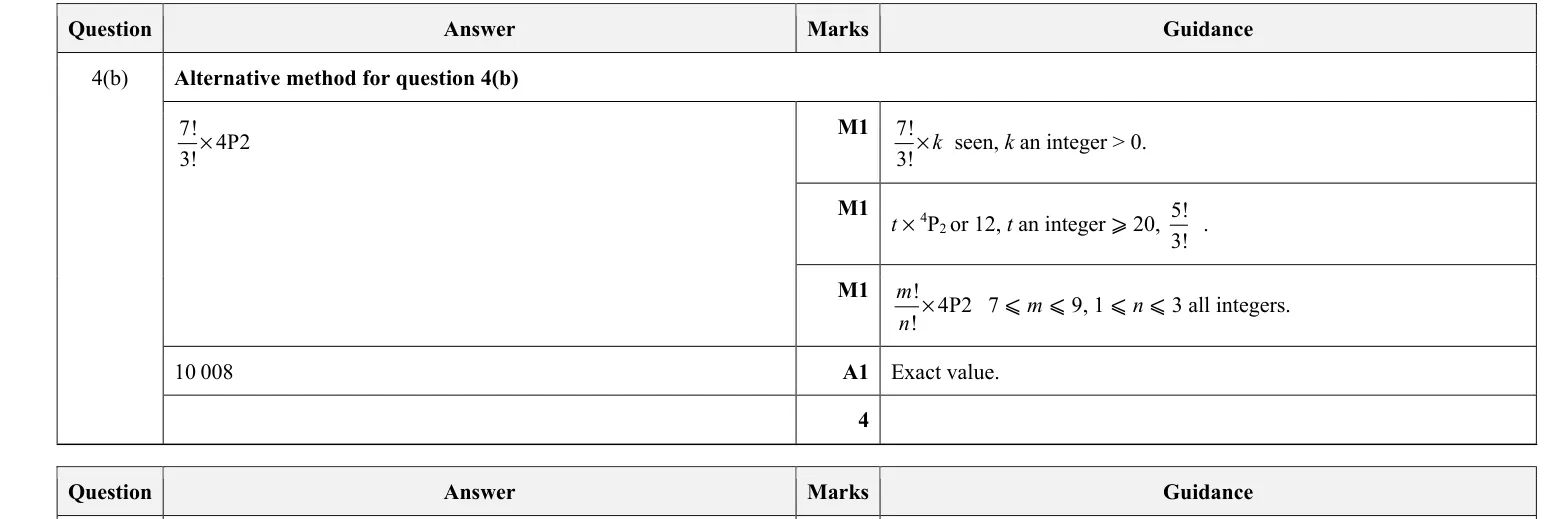 Question Answer Marks Guidance
4(b) Alternative method for question 4(b)
7!/3! × 4P2 M1 7!/3! × k seen, k an integer > 0.
M1 t × ⁴P₂ or 12, t an integer ⩾ 20, 5!/3! .
M1 m!/n! × 4P2 7 ⩽ m ⩽ 9, 1 ⩽ n ⩽ 3 all integers.
10 008 A1 Exact value.
4
Question Answer Marks Guidance